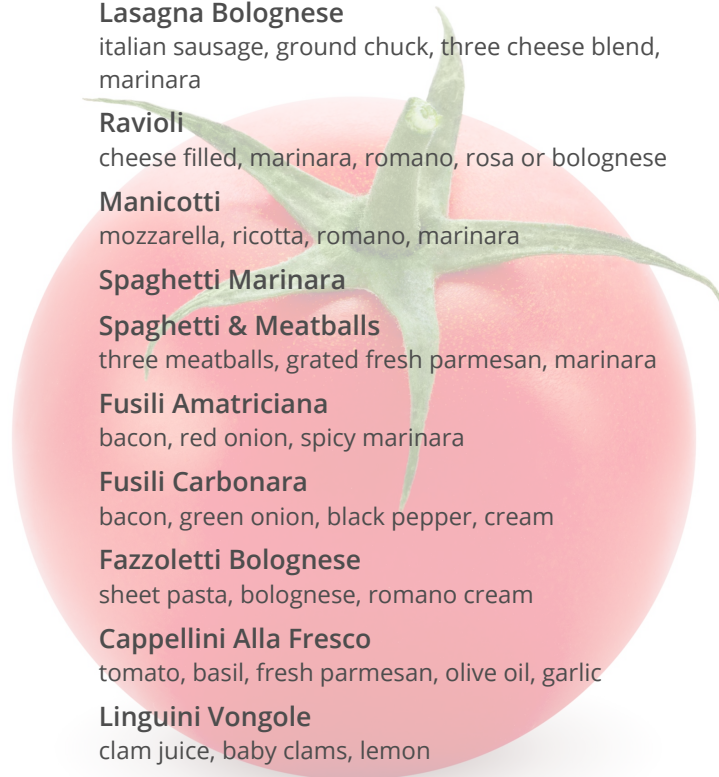 Lasagna Bolognese
italian sausage, ground chuck, three cheese blend,
marinara
Ravioli
cheese filled, marinara, romano, rosa or bolognese
Manicotti
mozzarella, ricotta, romano, marinara
Spaghetti Marinara
Spaghetti & Meatballs
three meatballs, grated fresh parmesan, marinara
Fusili Amatriciana
bacon, red onion, spicy marinara
Fusili Carbonara
bacon, green onion, black pepper, cream
Fazzoletti Bolognese
sheet pasta, bolognese, romano cream
Cappellini Alla Fresco
tomato, basil, fresh parmesan, olive oil, garlic
Linguini Vongole
clam juice, baby clams, lemon